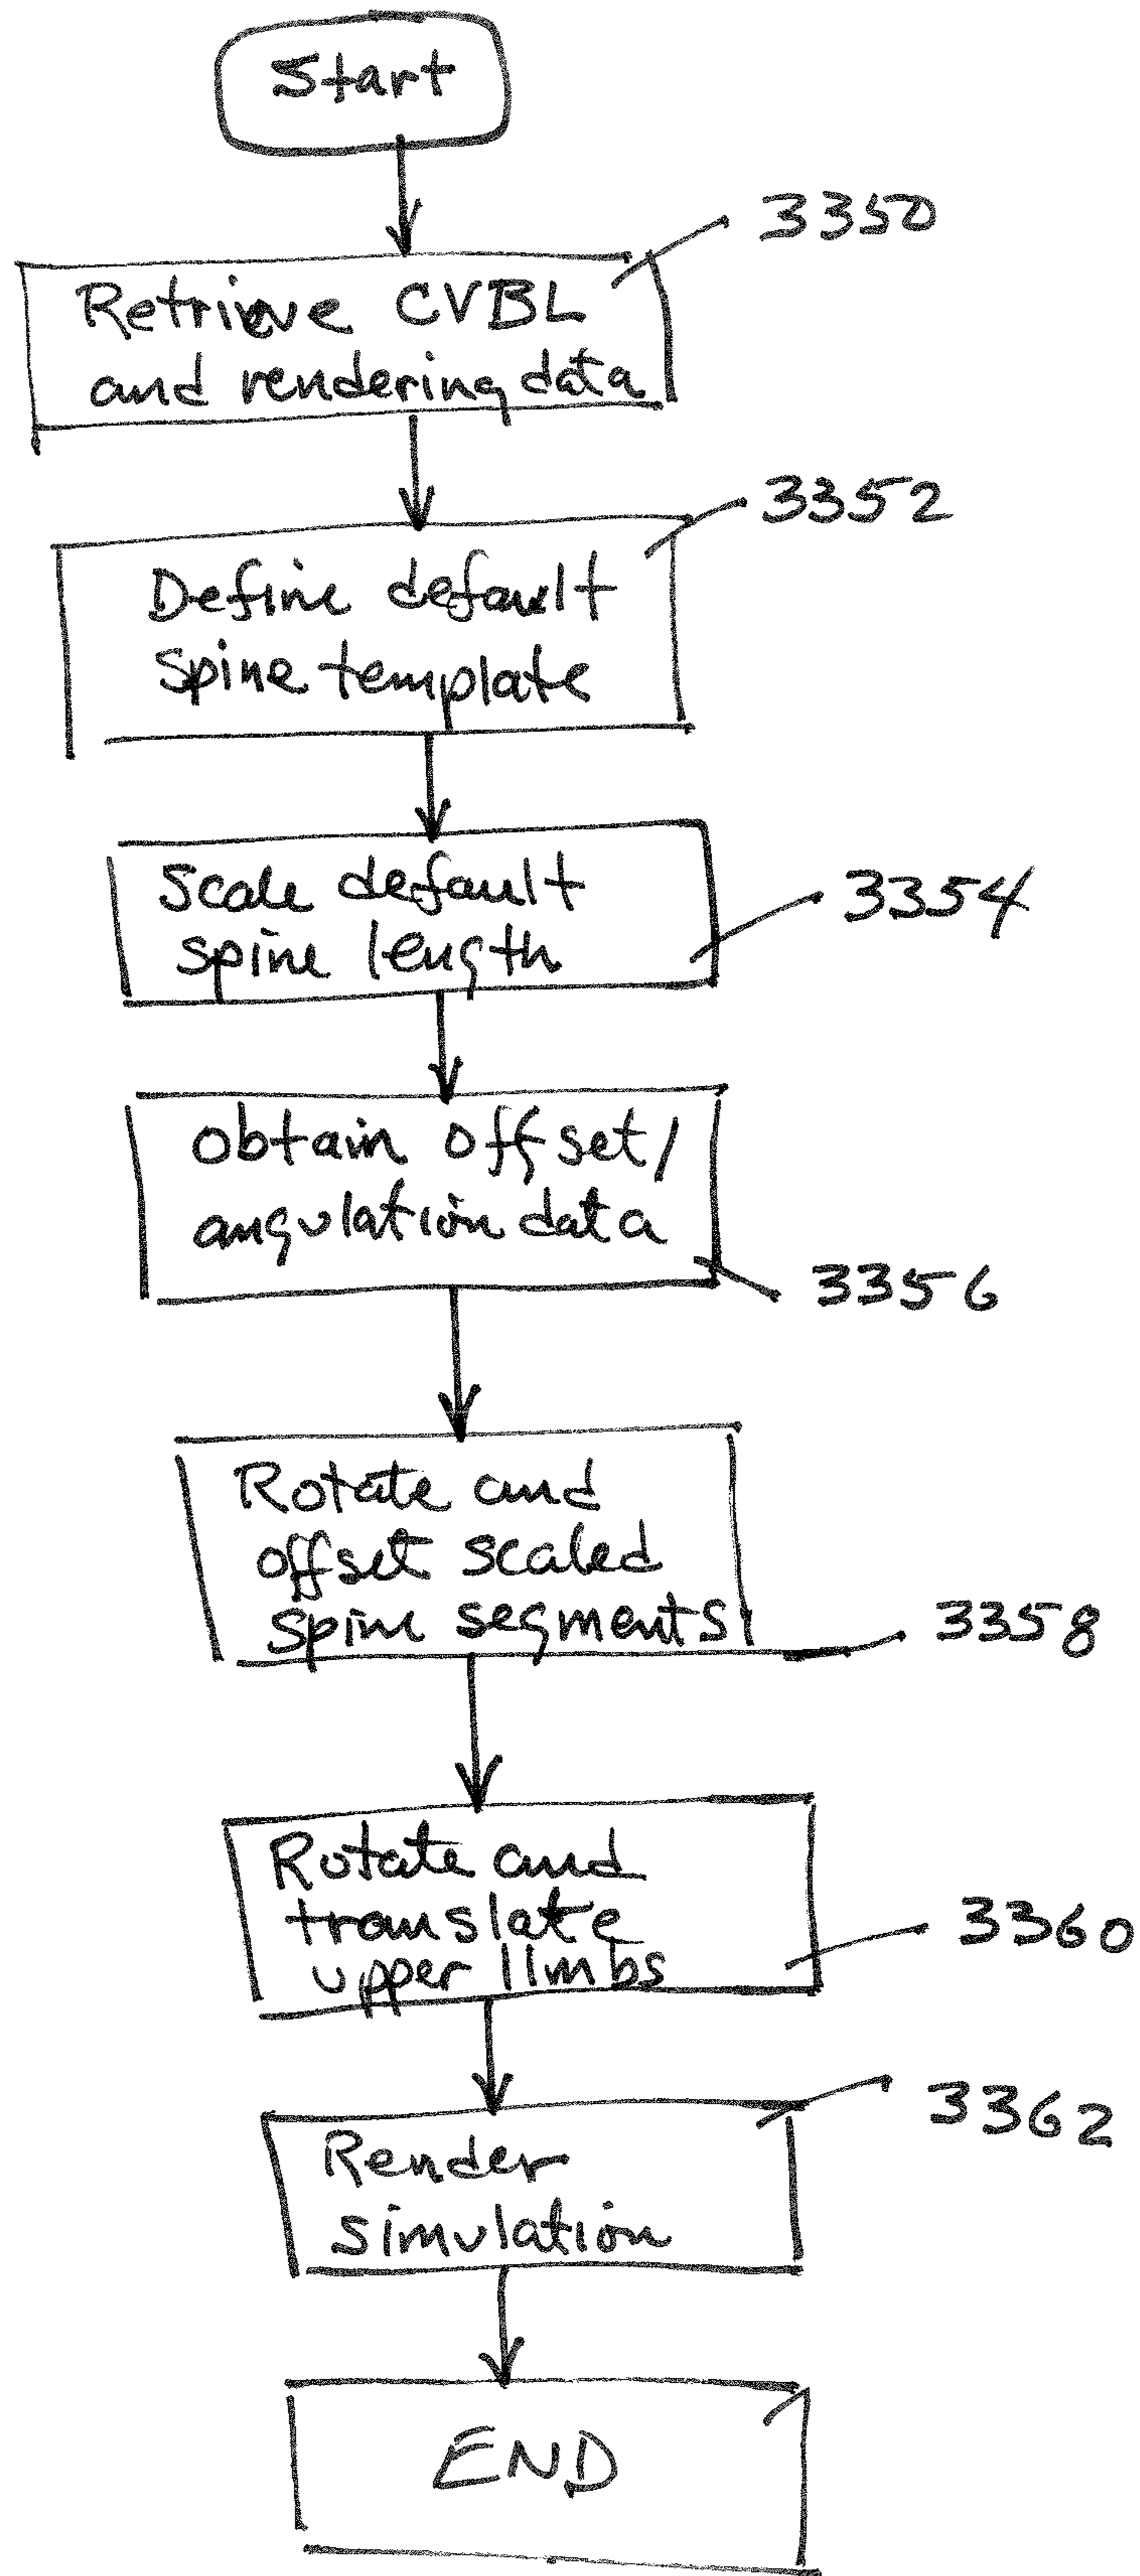 Start
3350
Retrieve CVBL
and rendering data
3352
Define default
Spine template
Scale default
spine length
3354
Obtain offset/
angulation data
3356
Rotate and
offset scaled
spine segments
3358
Rotate and
translate
upper limbs
3360
3362
Render
simulation
END